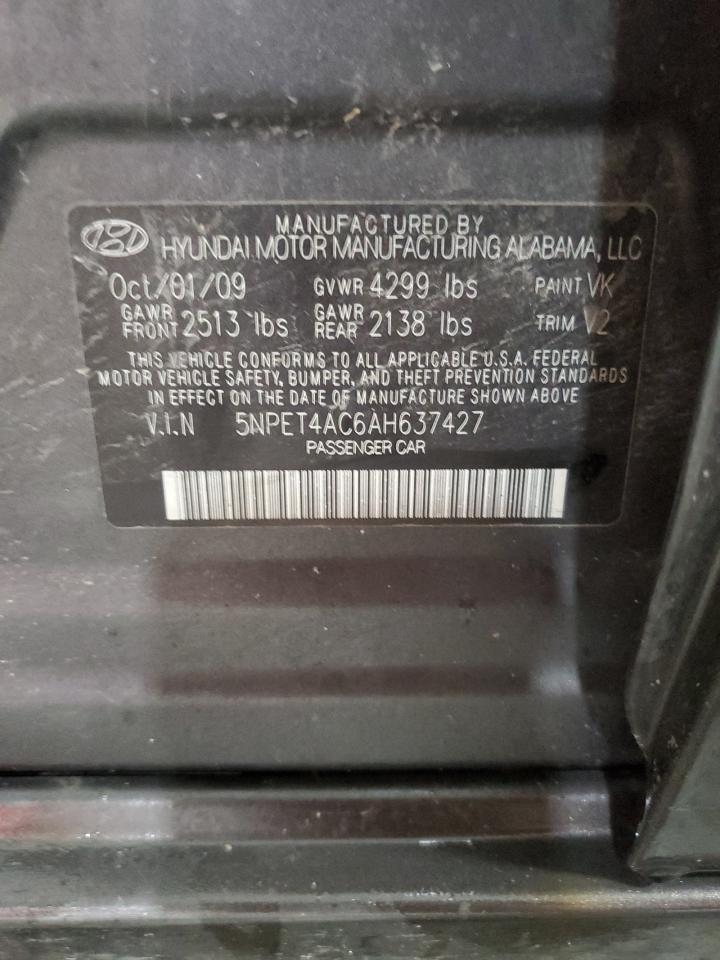 MANUFACTURED BY
HYUNDAI MOTOR MANUFACTURING ALABAMA, LLC
Oct/01/09 GVWR 4299 lbs PAINT VK
GAWR FRONT 2513 lbs GAWR REAR 2138 lbs TRIM V2
THIS VEHICLE CONFORMS TO ALL APPLICABLE U.S.A. FEDERAL
MOTOR VEHICLE SAFETY, BUMPER, AND THEFT PREVENTION STANDARDS
IN EFFECT ON THE DATE OF MANUFACTURE SHOWN ABOVE
V.I.N 5NPET4AC6AH637427
PASSENGER CAR